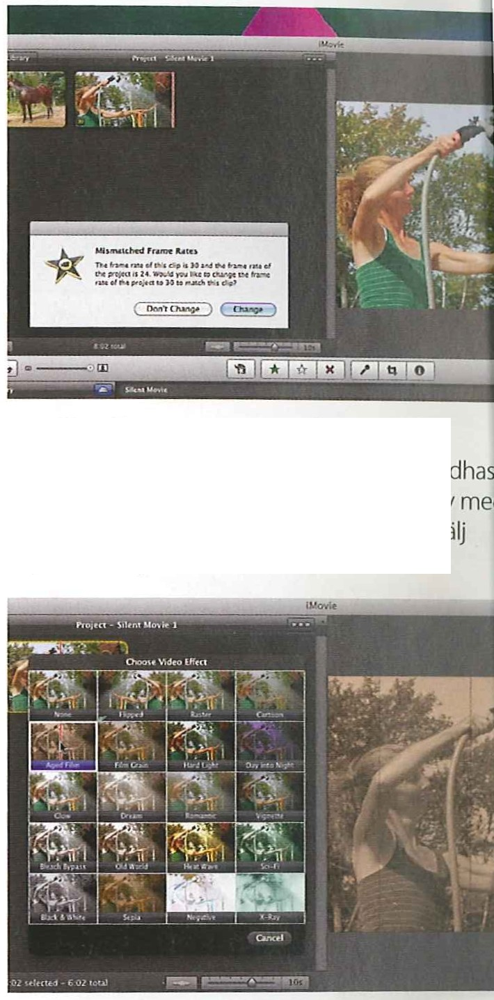 iMovie
Library
Project – Silent Movie 1
Mismatched Frame Rates
The frame rate of this clip is 30 and the frame rate of
the project is 24. Would you like to change the frame
rate of the project to 30 to match this clip?
Don't Change
Change
8:02 total
10s
Silent Movie
dhas
älj
iMovie
Project – Silent Movie 1
Choose Video Effect
None
Flipped
Raster
Cartoon
Aged Film
Film Grain
Hard Light
Day into Night
Glow
Dream
Romantic
Vignette
Bleach Bypass
Old World
Heat Wave
Sci-Fi
Black & White
Sepia
Negative
X-Ray
Cancel
:02 selected – 6:02 total
10s